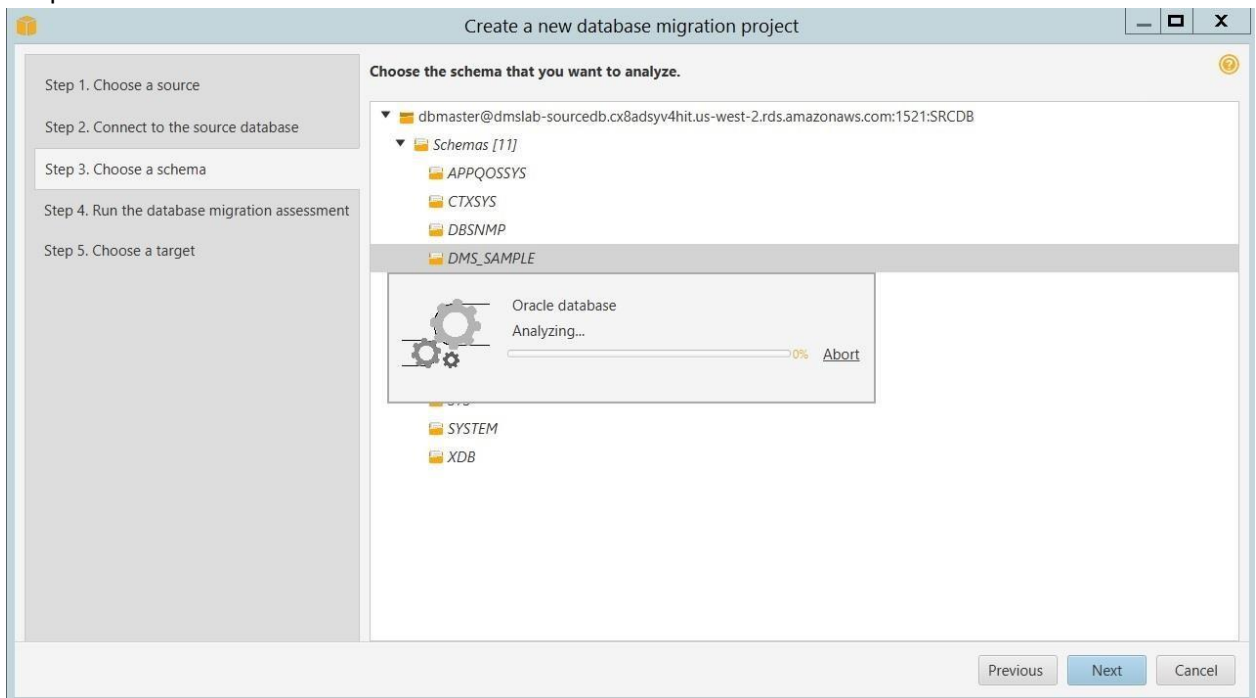 Create a new database migration project
Step 1. Choose a source
Step 2. Connect to the source database
Step 3. Choose a schema
Step 4. Run the database migration assessment
Step 5. Choose a target
Choose the schema that you want to analyze.
dbmaster@dmslab-sourcedb.cx8adsyv4hit.us-west-2.rds.amazonaws.com:1521:SRCDB
Schemas [11]
APPQOSSYS
CTXSYS
DBSNMP
DMS_SAMPLE
Oracle database
Analyzing...
0% Abort
SYSTEM
XDB
Previous Next Cancel